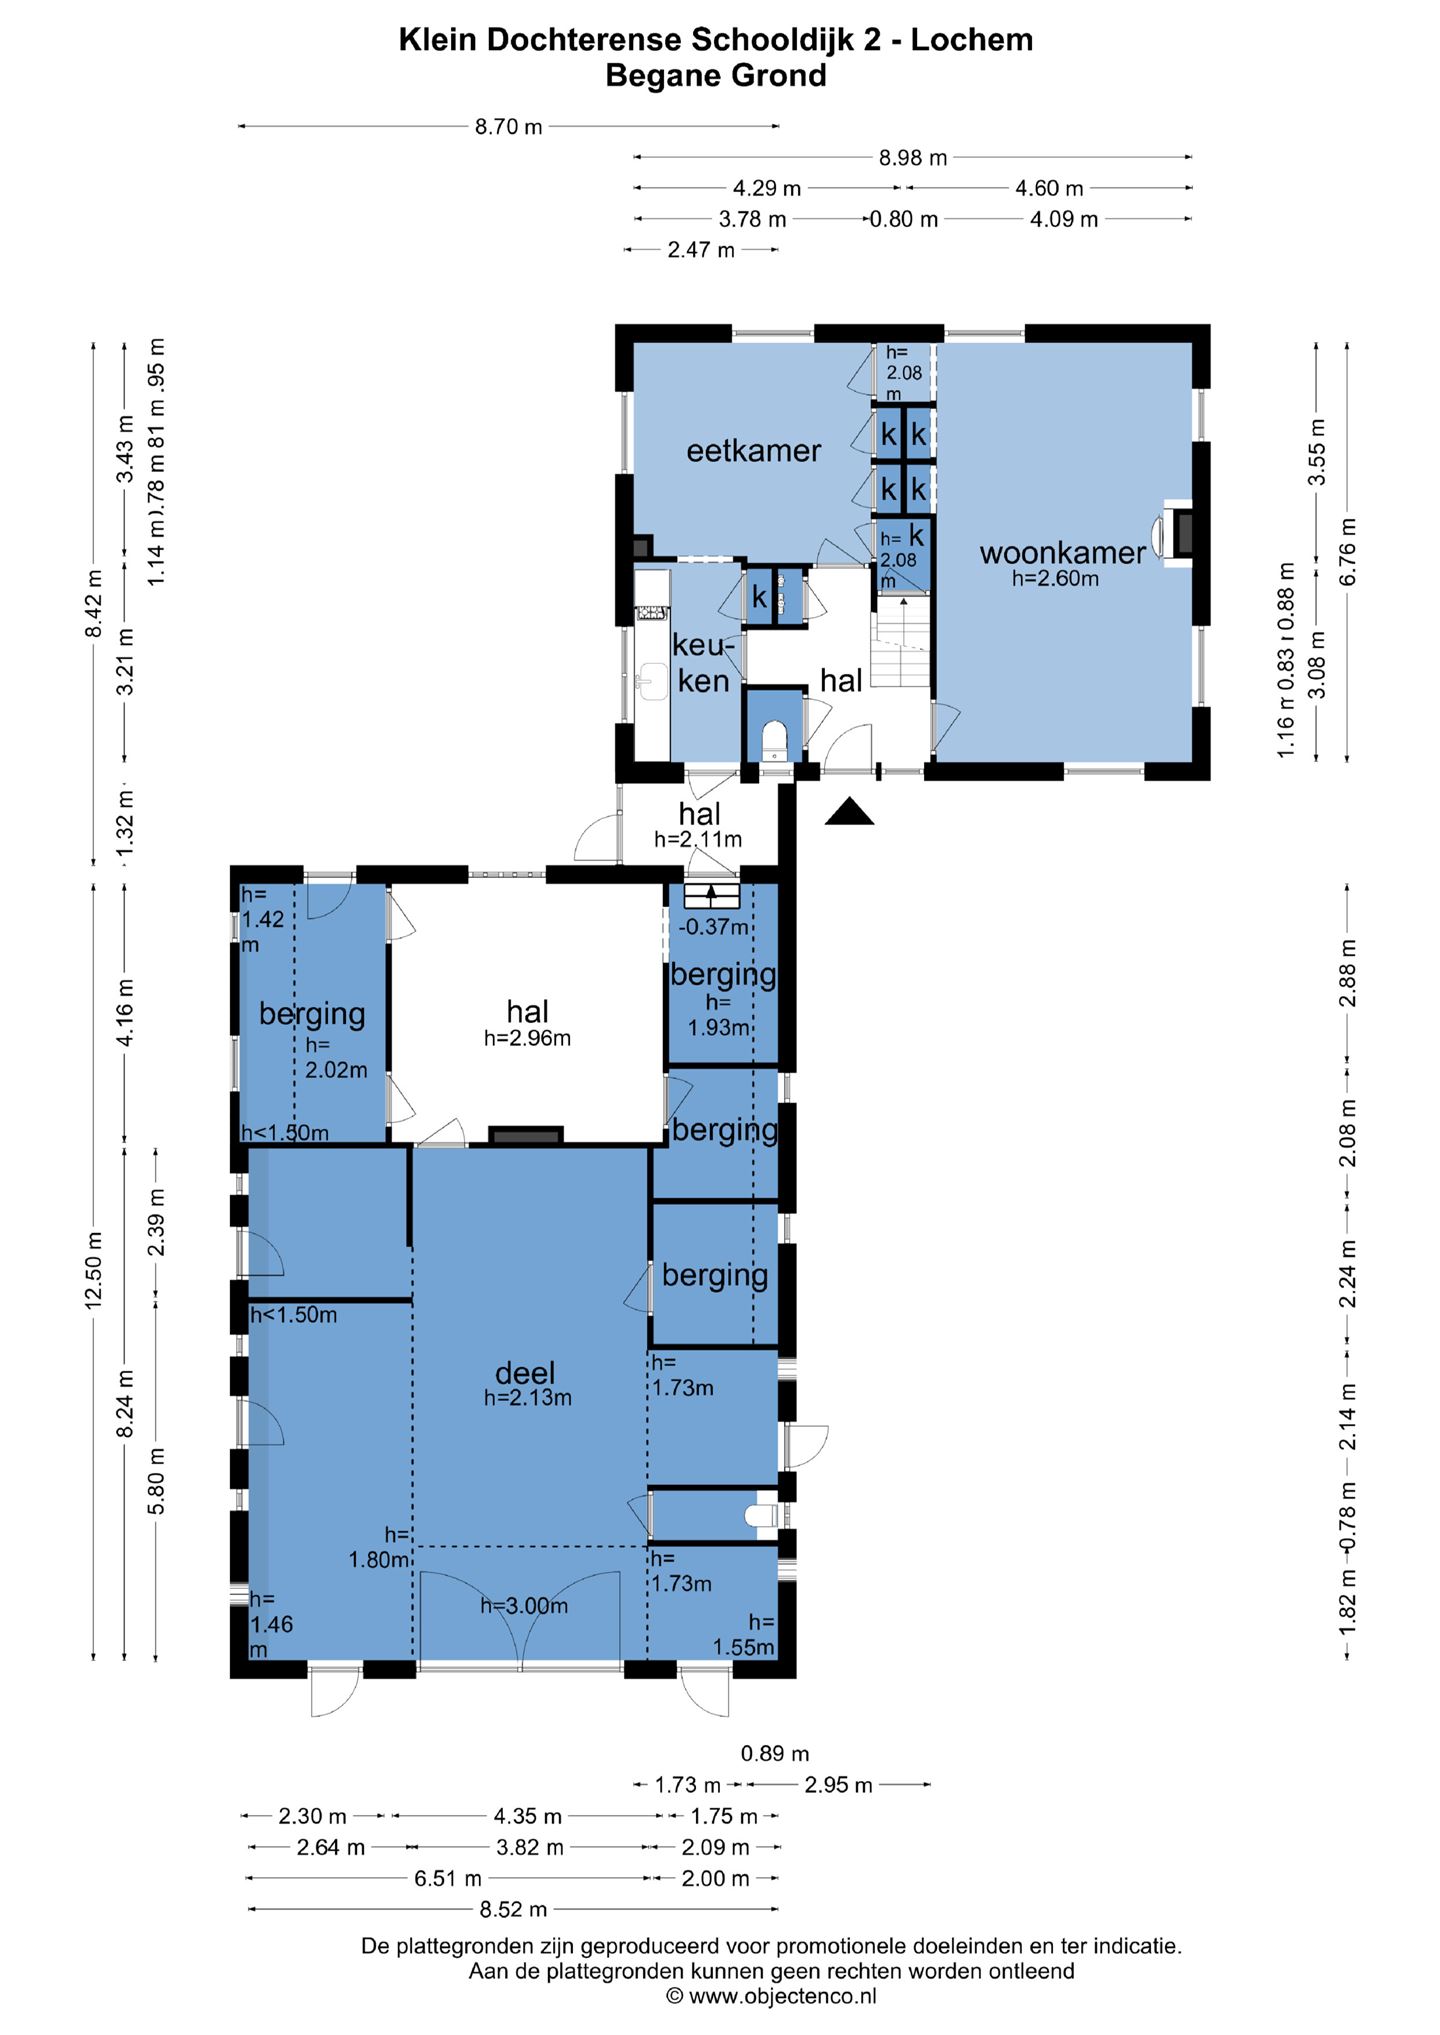 Klein Dochterense Schooldijk 2 - Lochem
Begane Grond
8.70 m
8.98 m
4.29 m
4.60 m
3.78 m
0.80 m
4.09 m
2.47 m
8.42 m
3.43 m
3.21 m
1.32 m
1.14 m
.78 m
81 m
.95 m
h=
2.08
m
k
k
k
k
eetkamer
h=
k
2.08
m
woonkamer
h=2.60m
k
keu-
ken
hal
hal
h=2.11m
3.55 m
6.76 m
3.08 m
1.16 m
0.83
0.88 m
h=
1.42
m
berging
h=
2.02m
h<1.50m
hal
h=2.96m
-0.37m
berging
h=
1.93m
berging
berging
h<1.50m
deel
h=2.13m
h=
1.73m
h=
1.80m
h=
1.73m
h=3.00m
h=
1.46
m
h=
1.55m
12.50 m
4.16 m
8.24 m
2.39 m
5.80 m
2.88 m
2.08 m
2.24 m
2.14 m
0.78 m
1.82 m
0.89 m
1.73 m
2.95 m
2.30 m
4.35 m
1.75 m
2.64 m
3.82 m
2.09 m
6.51 m
2.00 m
8.52 m
De plattegronden zijn geproduceerd voor promotionele doeleinden en ter indicatie.
Aan de plattegronden kunnen geen rechten worden ontleend
© www.objectenco.nl